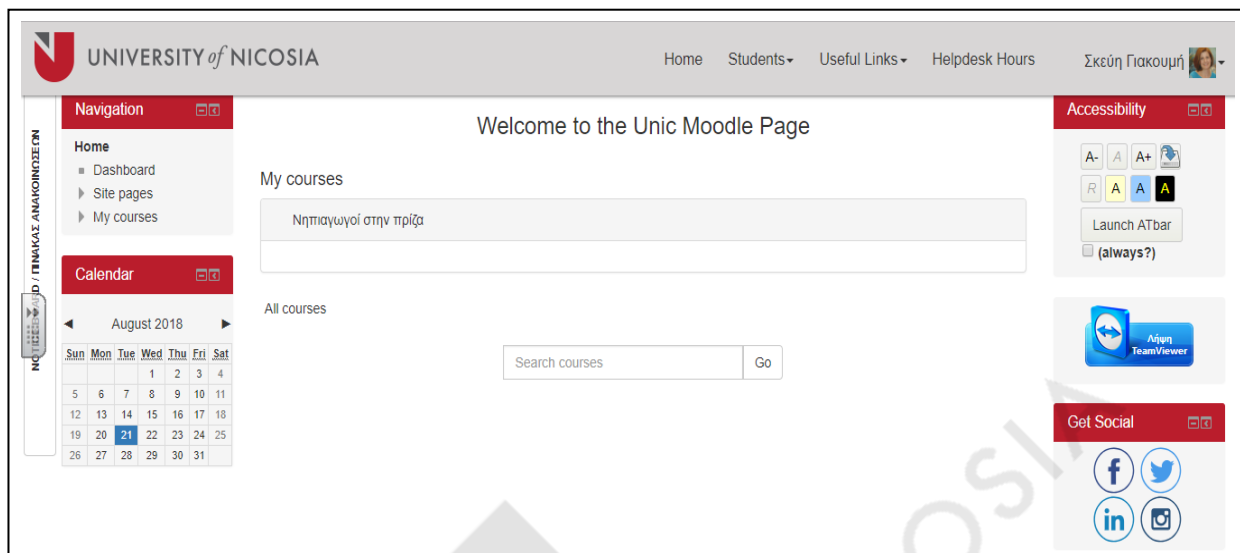 UNIVERSITY of NICOSIA
Home Students Useful Links Helpdesk Hours Σκεύη Γιακουμή
NOTICEBOARD / ΠΙΝΑΚΑΣ ΑΝΑΚΟΙΝΩΣΕΩΝ
Navigation
Home
Dashboard
Site pages
My courses
Calendar
August 2018
Sun Mon Tue Wed Thu Fri Sat
1 2 3 4
5 6 7 8 9 10 11
12 13 14 15 16 17 18
19 20 21 22 23 24 25
26 27 28 29 30 31
Welcome to the Unic Moodle Page
My courses
Νηπιαγωγοί στην πρίζα
All courses
Search courses Go
Accessibility
A- A A+
R A A A
Launch ATbar
(always?)
Λήψη
TeamViewer
Get Social
OSIA